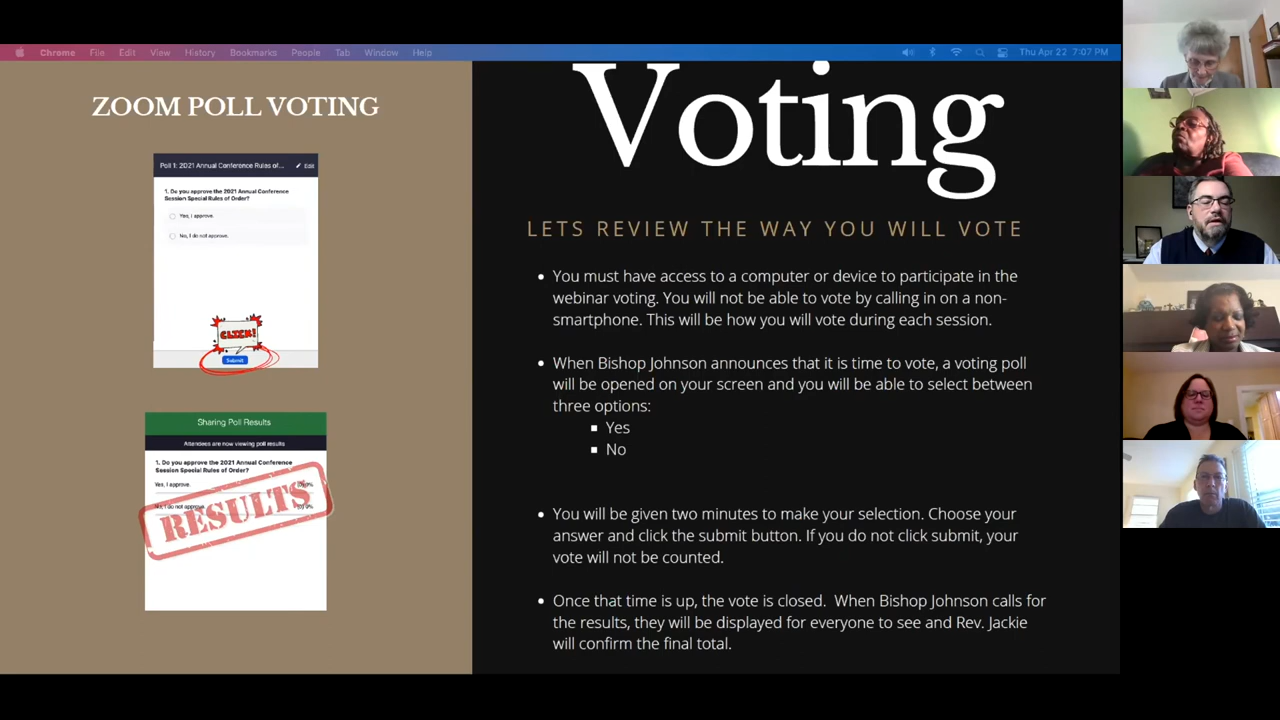 Chrome File Edit View History Bookmarks People Tab Window Help Thu Apr 22 7:07 PM
ZOOM POLL VOTING
Poll 1: 2021 Annual Conference Rules of... Edit
1. Do you approve the 2021 Annual Conference
Session Special Rules of Order?
Yes, I approve.
No, I do not approve.
CLICK!
Submit
Sharing Poll Results
Attendees are now viewing poll results
1. Do you approve the 2021 Annual Conference
Session Special Rules of Order?
Yes, I approve. (0) 0%
No, I do not approve. (0) 0%
RESULTS
Voting
LETS REVIEW THE WAY YOU WILL VOTE
• You must have access to a computer or device to participate in the
webinar voting. You will not be able to vote by calling in on a non-
smartphone. This will be how you will vote during each session.
• When Bishop Johnson announces that it is time to vote, a voting poll
will be opened on your screen and you will be able to select between
three options:
▪ Yes
▪ No
• You will be given two minutes to make your selection. Choose your
answer and click the submit button. If you do not click submit, your
vote will not be counted.
• Once that time is up, the vote is closed.  When Bishop Johnson calls for
the results, they will be displayed for everyone to see and Rev. Jackie
will confirm the final total.